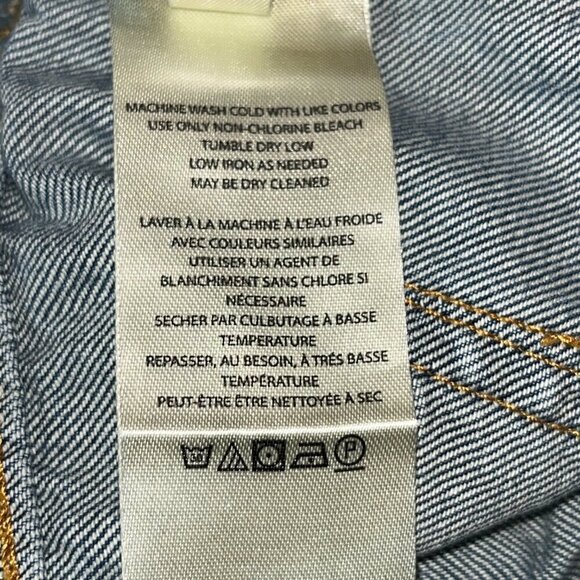 MACHINE WASH COLD WITH LIKE COLORS
USE ONLY NON-CHLORINE BLEACH
TUMBLE DRY LOW
LOW IRON AS NEEDED
MAY BE DRY CLEANED
LAVER À LA MACHINE À L'EAU FROIDE
AVEC COULEURS SIMILAIRES
UTILISER UN AGENT DE
BLANCHIMENT SANS CHLORE SI
NÉCESSAIRE
SECHER PAR CULBUTAGE À BASSE
TEMPERATURE
REPASSER, AU BESOIN, À TRÉS BASSE
TEMPÉRATURE
PEUT-ÊTRE ÊTRE NETTOYÉE À SEC
30 P